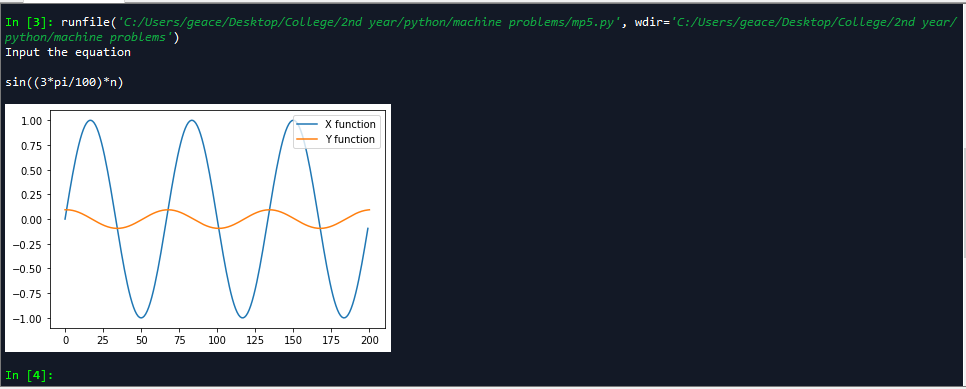 In [3]: runfile('C:/Users/geace/Desktop/College/2nd year/python/machine problems/mp5.py', wdir='C:/Users/geace/Desktop/College/2nd year/
python/machine problems')
Input the equation
sin((3*pi/100)*n)
1.00
0.75
0.50
0.25
0.00
−0.25
−0.50
−0.75
−1.00
X function
Y function
0 25 50 75 100 125 150 175 200
In [4]: